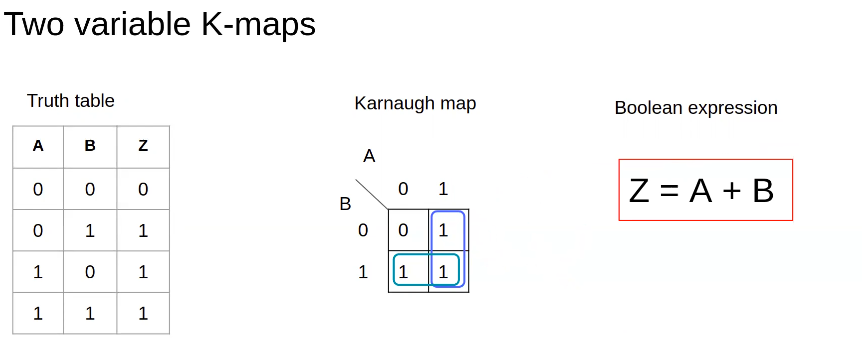 Two variable K-maps
Truth table
A B Z
0 0 0
0 1 1
1 0 1
1 1 1
Karnaugh map
A
B
0 1
0 0 1
1 1 1
Boolean expression
Z = A + B